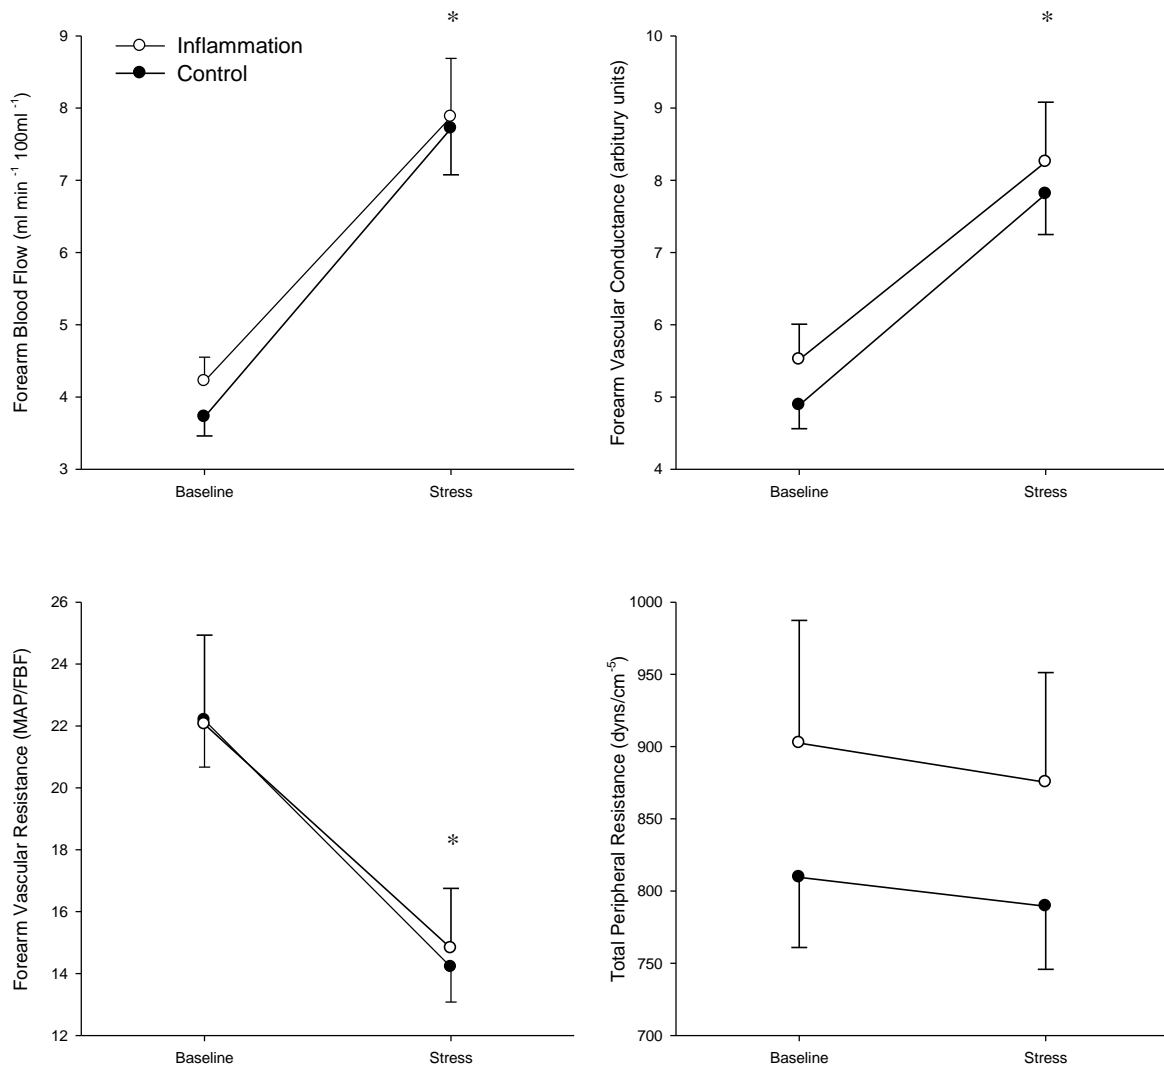 *
*
9
8
7
6
5
4
3
Forearm Blood Flow (ml min -1 100ml -1)
Inflammation
Control
Baseline
Stress
10
9
8
7
6
5
4
Forearm Vascular Conductance (arbitury units)
Baseline
Stress
26
24
22
20
18
16
14
12
Forearm Vascular Resistance (MAP/FBF)
*
Baseline
Stress
1000
950
900
850
800
750
700
Total Peripheral Resistance (dyns/cm-5)
Baseline
Stress